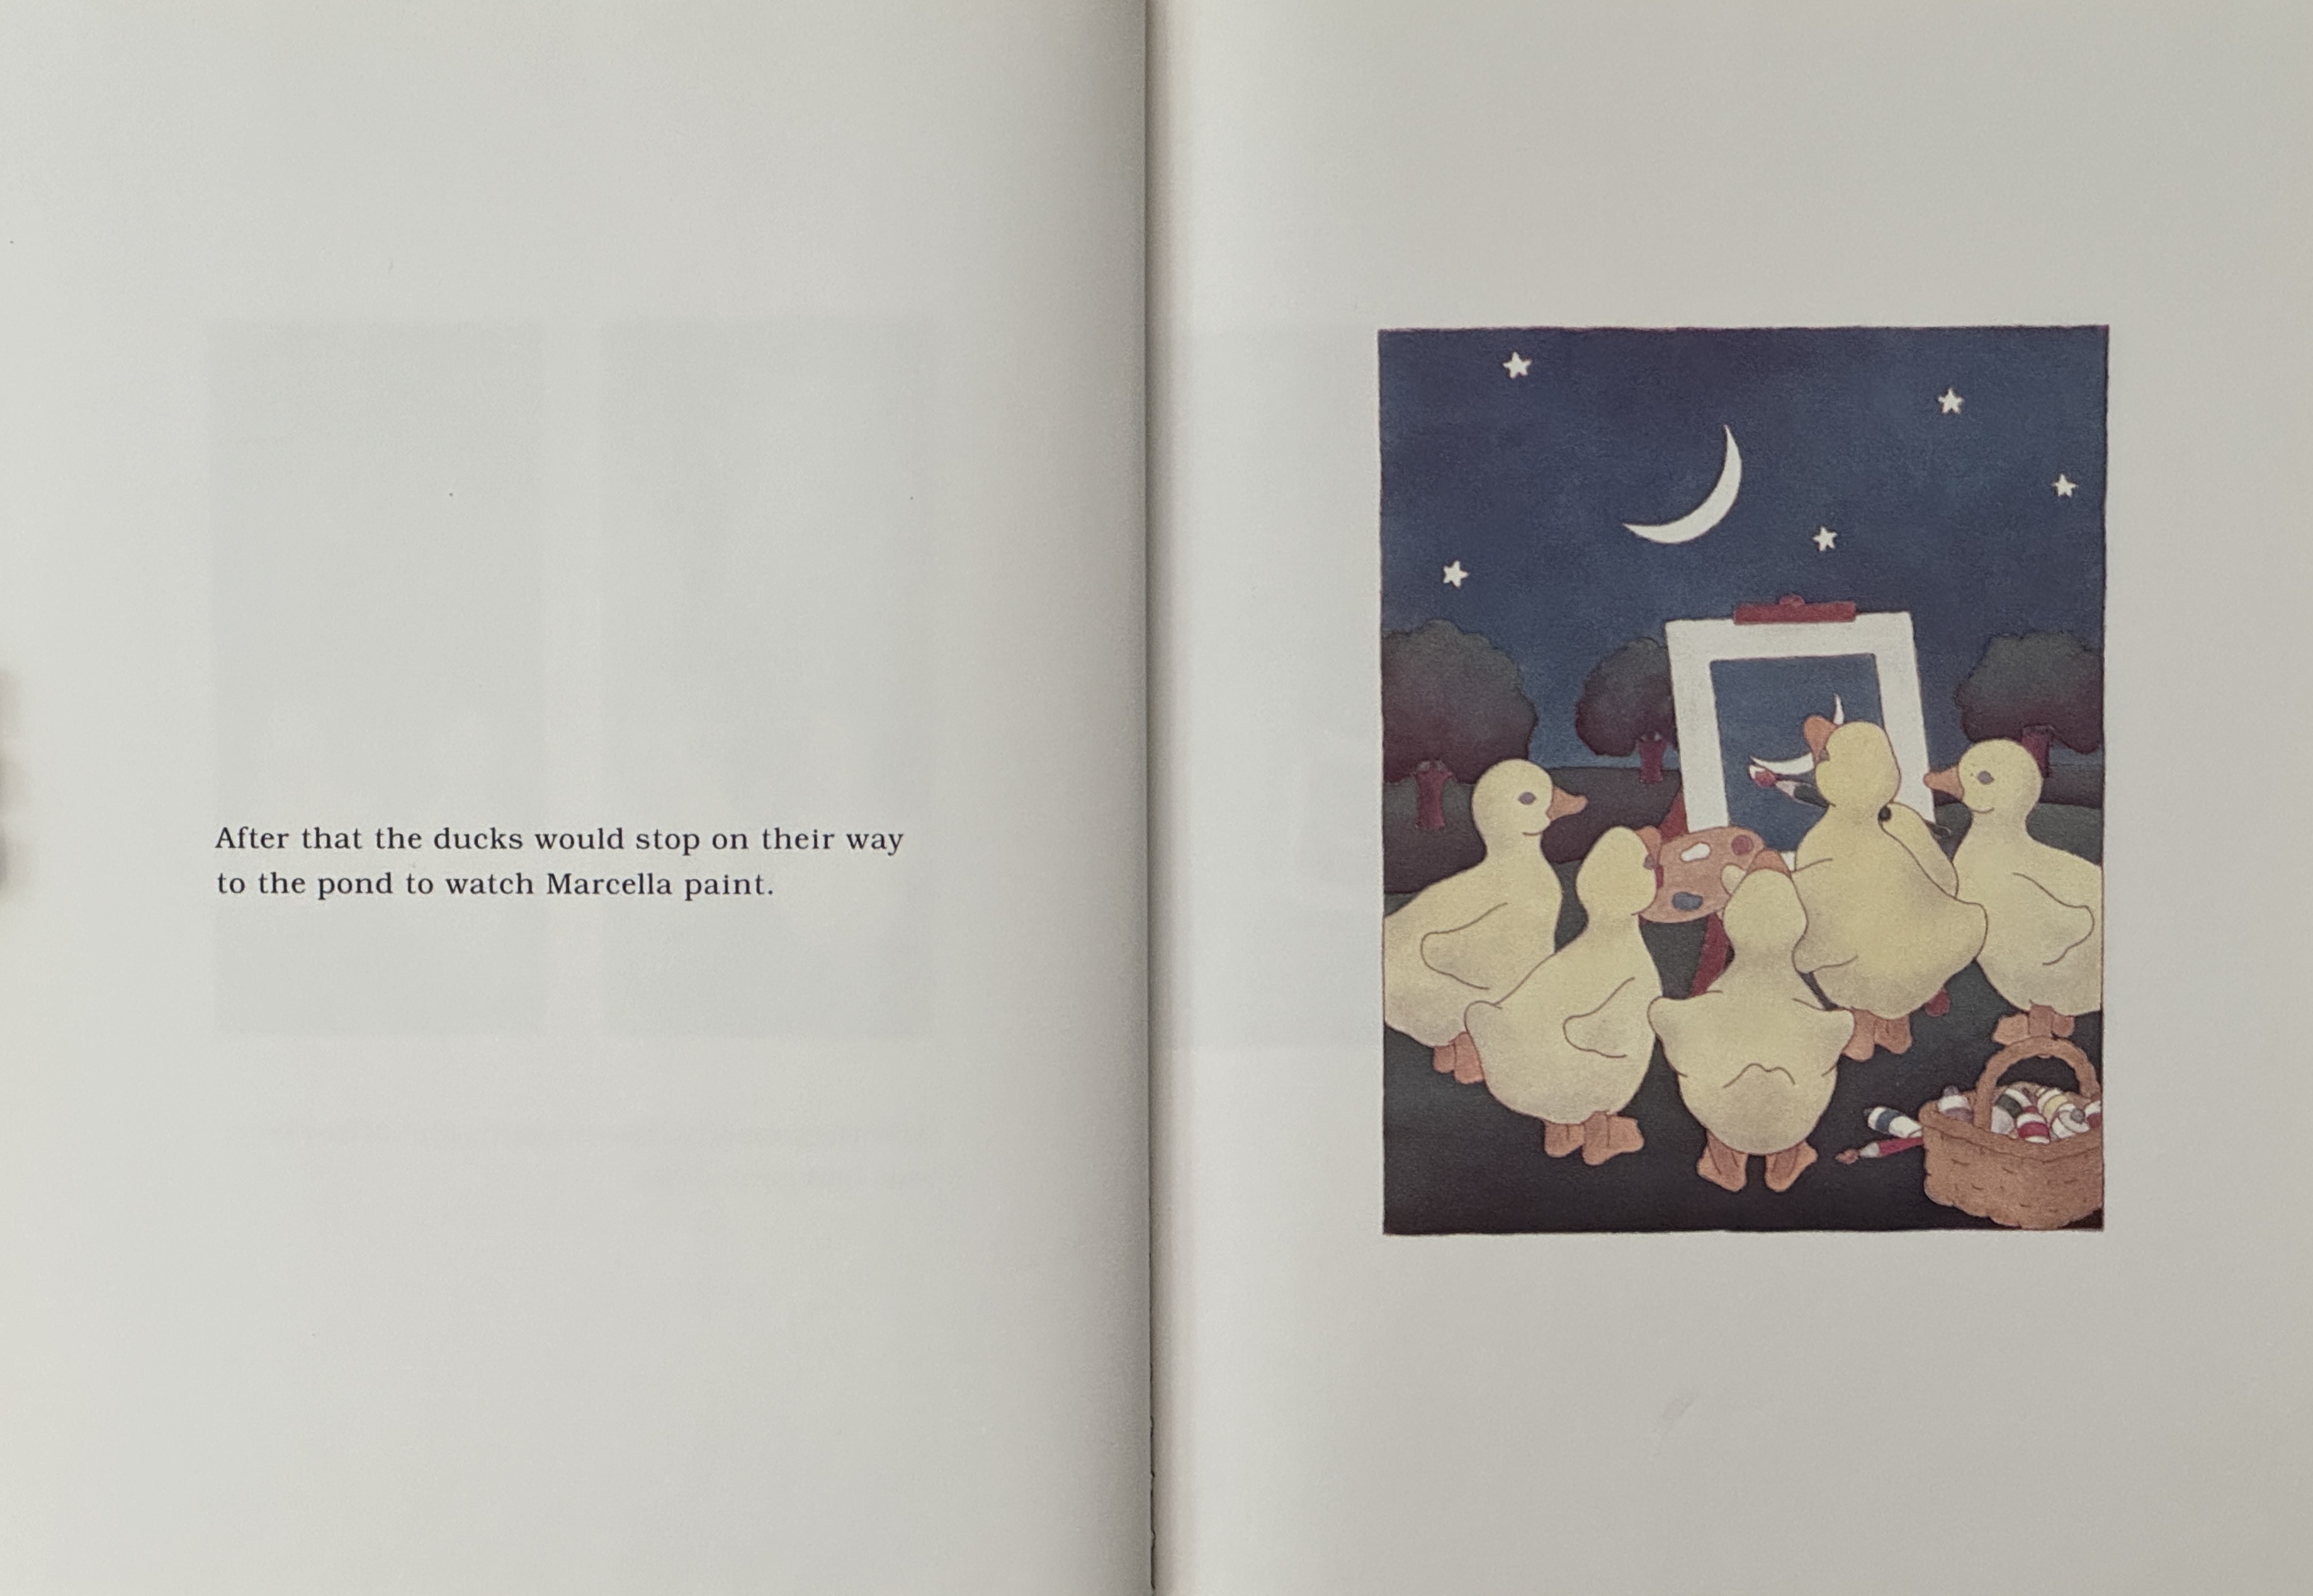 After that the ducks would stop on their way
to the pond to watch Marcella paint.